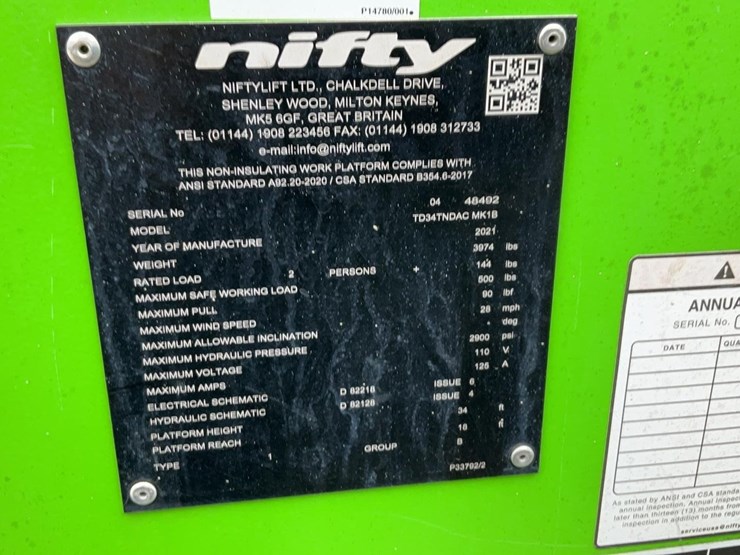 P14780/001.
nifty
NIFTYLIFT LTD., CHALKDELL DRIVE,
SHENLEY WOOD, MILTON KEYNES,
MK5 6GF, GREAT BRITAIN
TEL: (01144) 1908 223456 FAX: (01144) 1908 312733
e-mail:info@niftylift.com
THIS NON-INSULATING WORK PLATFORM COMPLIES WITH
ANSI STANDARD A92.20-2020 / CSA STANDARD B354.6-2017
SERIAL No 04 48492
MODEL TD34TNDAC MK1B
YEAR OF MANUFACTURE 2021
WEIGHT 3974 lbs
RATED LOAD 2 PERSONS + 144 lbs
MAXIMUM SAFE WORKING LOAD 500 lbs
MAXIMUM PULL 90 lbf
MAXIMUM WIND SPEED 28 mph
MAXIMUM ALLOWABLE INCLINATION - deg
MAXIMUM HYDRAULIC PRESSURE 2900 psi
MAXIMUM VOLTAGE 110 V
MAXIMUM AMPS 125 A
ELECTRICAL SCHEMATIC D 82218 ISSUE 6
HYDRAULIC SCHEMATIC D 82128 ISSUE 4
PLATFORM HEIGHT 34 ft
PLATFORM REACH 18 ft
TYPE 1 GROUP B
P33792/2
ANNUA
SERIAL No.
DATE QUA
As stated by ANSI and CSA standa
annual inspection. Annual inspec
later than thirteen (13) months from
inspection in addition to the regu
serviceusa@nifty